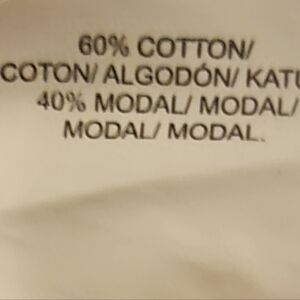 60% COTTON/
COTON/ ALGODÓN/ KATU
40% MODAL/ MODAL/
MODAL/ MODAL.